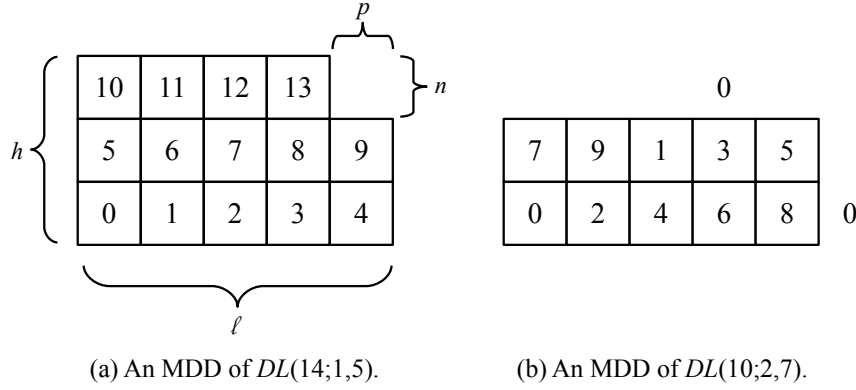 p
10 11 12 13
n
0
h
5 6 7 8 9
7 9 1 3 5
0 1 2 3 4
0 2 4 6 8 0
ℓ
(a) An MDD of DL(14;1,5).
(b) An MDD of DL(10;2,7).